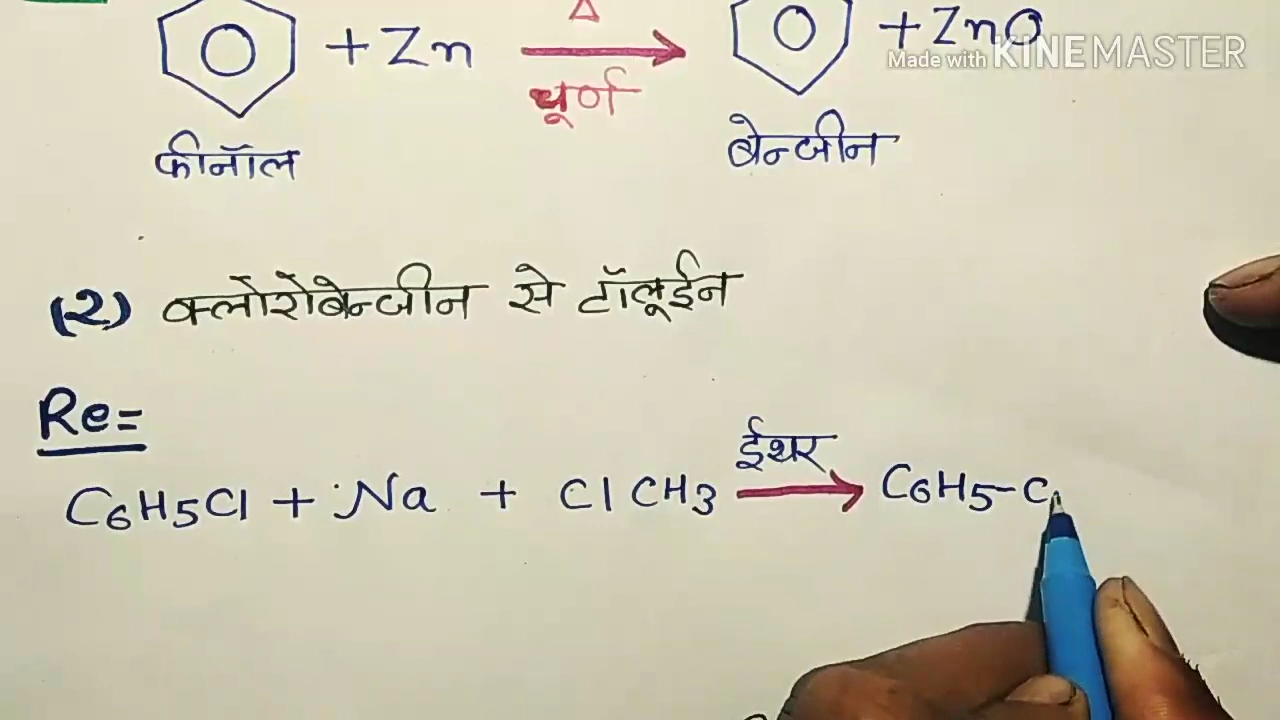 + Zn Δ + ZnO
Made with KINEMASTER
चूर्ण
फीनॉल बेन्जीन
(2) क्लोरोबेन्जीन से टॉलूईन
Re=
ईथर
C6H5Cl + Na + ClCH3 → C6H5-C